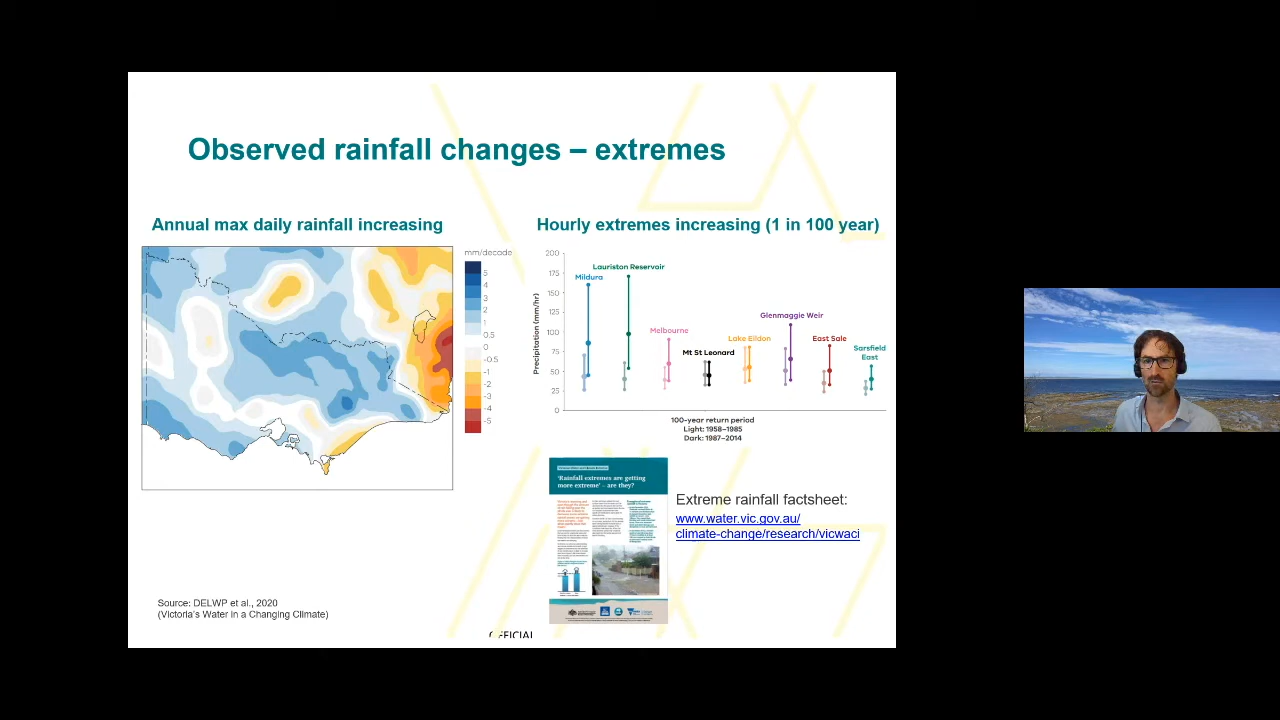 Observed rainfall changes – extremes
Annual max daily rainfall increasing
Hourly extremes increasing (1 in 100 year)
mm/decade
5
4
3
2
1
0.5
0
-0.5
-1
-2
-3
-4
-5
Precipitation (mm/hr)
200
175
150
125
100
75
50
25
0
Mildura
Lauriston Reservoir
Melbourne
Mt St Leonard
Lake Eildon
Glenmaggie Weir
East Sale
Sarsfield
East
100-year return period
Light: 1958–1985
Dark: 1987–2014
'Rainfall extremes are getting
more extreme' – are they?
Extreme rainfall factsheet:
www.water.vic.gov.au/
climate-change/research/vicwaci
Source: DELWP et al., 2020
(Victoria's Water in a Changing Climate)
OFFICIAL